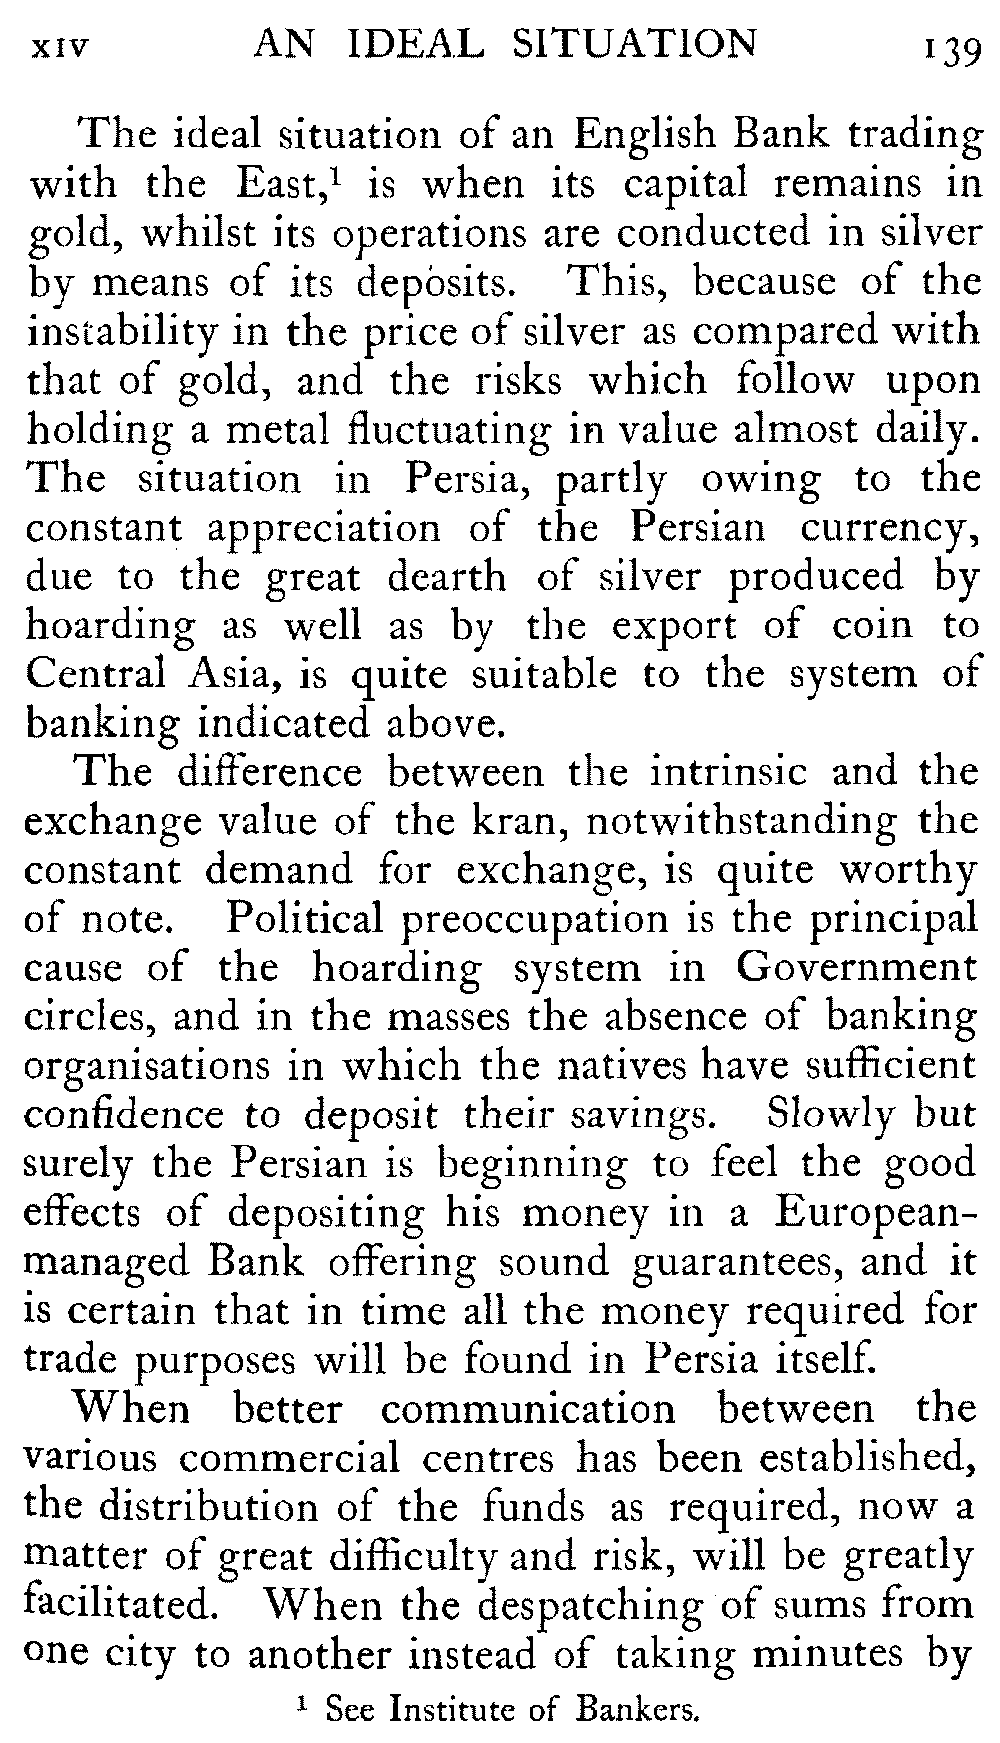 XIV AN IDEAL SITUATION 139
The ideal situation of an English Bank trading
with the East,¹ is when its capital remains in
gold, whilst its operations are conducted in silver
by means of its deposits. This, because of the
instability in the price of silver as compared with
that of gold, and the risks which follow upon
holding a metal fluctuating in value almost daily.
The situation in Persia, partly owing to the
constant appreciation of the Persian currency,
due to the great dearth of silver produced by
hoarding as well as by the export of coin to
Central Asia, is quite suitable to the system of
banking indicated above.
The difference between the intrinsic and the
exchange value of the kran, notwithstanding the
constant demand for exchange, is quite worthy
of note. Political preoccupation is the principal
cause of the hoarding system in Government
circles, and in the masses the absence of banking
organisations in which the natives have sufficient
confidence to deposit their savings. Slowly but
surely the Persian is beginning to feel the good
effects of depositing his money in a European-
managed Bank offering sound guarantees, and it
is certain that in time all the money required for
trade purposes will be found in Persia itself.
When better communication between the
various commercial centres has been established,
the distribution of the funds as required, now a
matter of great difficulty and risk, will be greatly
facilitated. When the despatching of sums from
one city to another instead of taking minutes by
¹ See Institute of Bankers.